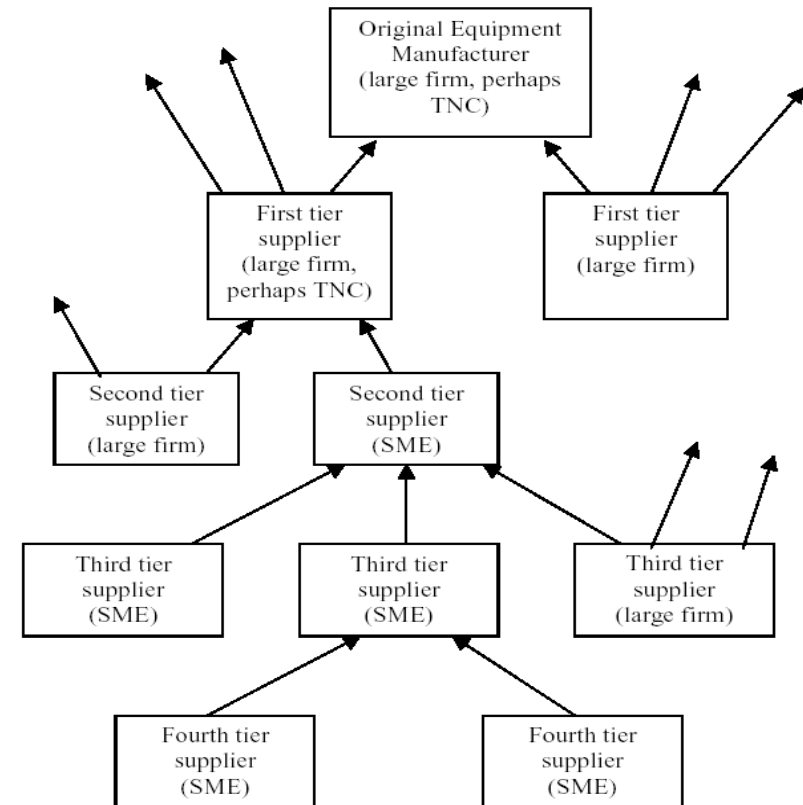 Original Equipment
Manufacturer
(large firm, perhaps
TNC)
First tier
supplier
(large firm,
perhaps TNC)
First tier
supplier
(large firm)
Second tier
supplier
(large firm)
Second tier
supplier
(SME)
Third tier
supplier
(SME)
Third tier
supplier
(SME)
Third tier
supplier
(large firm)
Fourth tier
supplier
(SME)
Fourth tier
supplier
(SME)